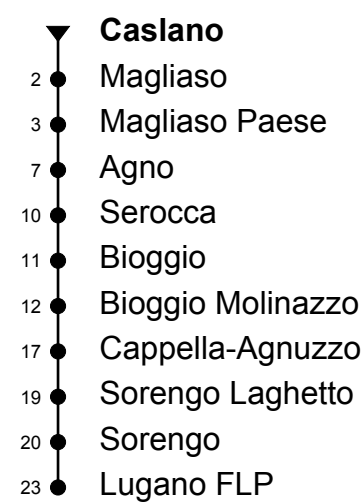 Caslano
2 Magliaso
3 Magliaso Paese
7 Agno
10 Serocca
11 Bioggio
12 Bioggio Molinazzo
17 Cappella-Agnuzzo
19 Sorengo Laghetto
20 Sorengo
23 Lugano FLP